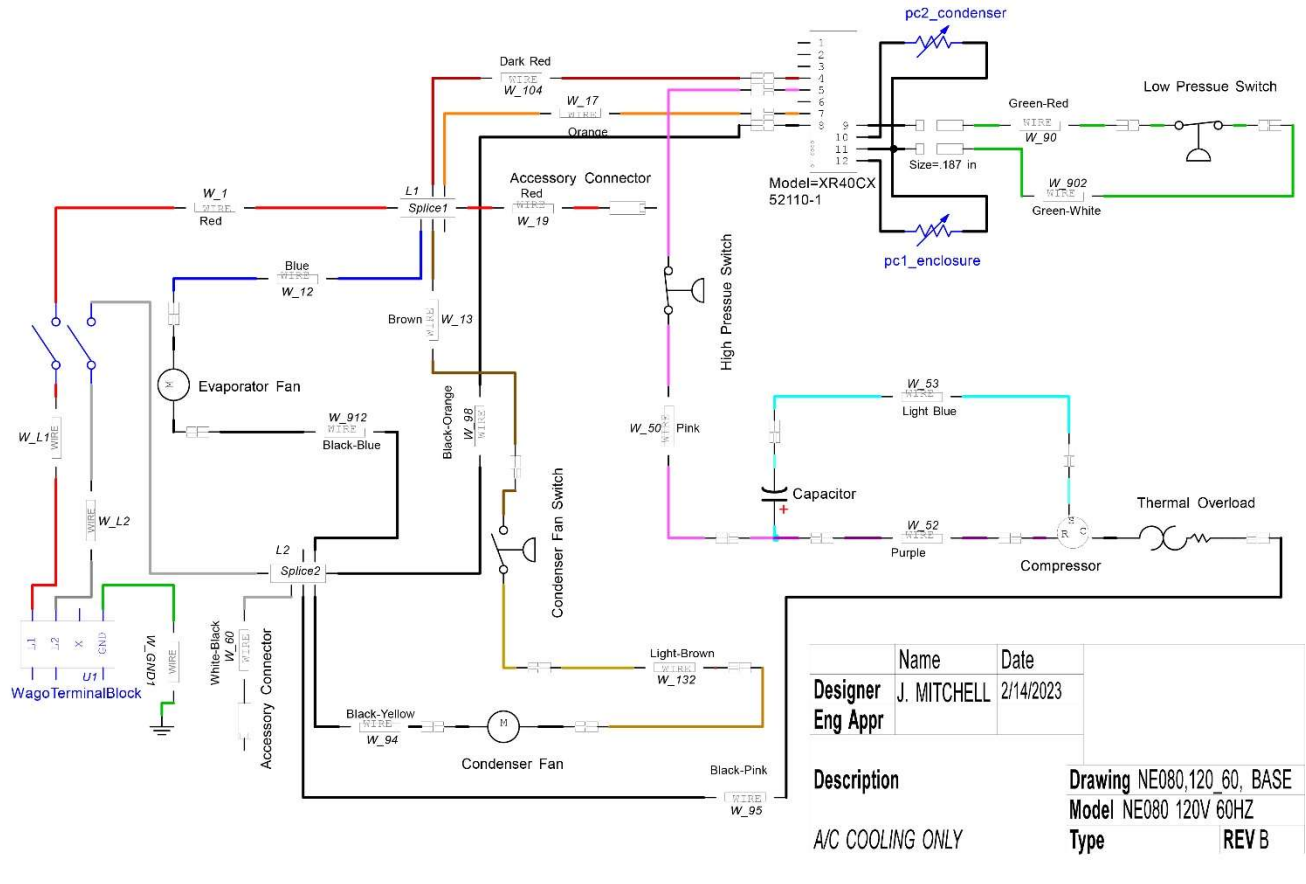 pc2_condenser
1
2
3
4
5
6
7
8
9
10
11
12
Dark Red
WIRE
W_104
W_17
WIRE
Orange
Low Pressue Switch
Green-Red
WIRE
W_90
Size=.187 in
Model=XR40CX
52110-1
W_902
WIRE
Green-White
pc1_enclosure
W_1
WIRE
Red
L1
Splice1
Accessory Connector
Red
WIRE
W_19
Blue
WIRE
W_12
Brown
WIRE
W_13
High Pressue Switch
M
Evaporator Fan
W_912
WIRE
Black-Blue
Black-Orange
W_98
WIRE
W_L1
WIRE
W_50
WIRE
Pink
W_53
WIRE
Light Blue
Capacitor
+
Thermal Overload
W_52
WIRE
Purple
S
R
C
Compressor
WIRE
W_L2
L2
Splice2
Condenser Fan Switch
L1
L2
X
GND
U1
WagoTerminalBlock
W_GND1
WIRE
White-Black
W_60
WIRE
Accessory Connector
Light-Brown
WIRE
W_132
Black-Yellow
WIRE
W_94
M
Condenser Fan
Black-Pink
WIRE
W_95
Name Date
Designer J. MITCHELL 2/14/2023
Eng Appr
Description
Drawing NE080,120_60, BASE
Model NE080 120V 60HZ
A/C COOLING ONLY
Type REV B